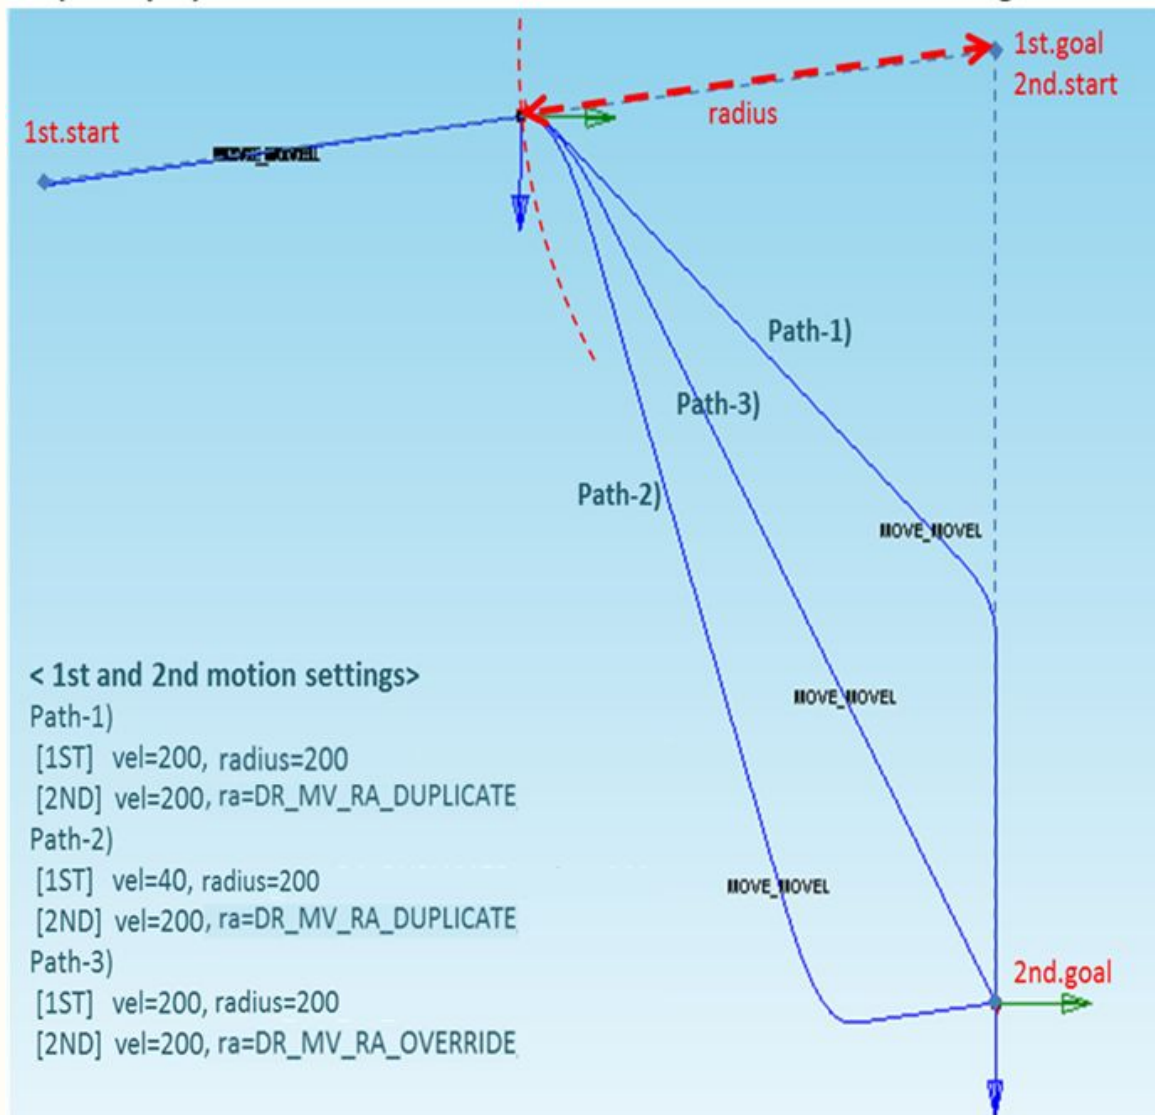 1st.goal
2nd.start
radius
1st.start
Path-1)
Path-3)
Path-2)
MOVE_MOVEL
MOVE_MOVEL
MOVE_MOVEL
2nd.goal
< 1st and 2nd motion settings>
Path-1)
[1ST] vel=200, radius=200
[2ND] vel=200, ra=DR_MV_RA_DUPLICATE
Path-2)
[1ST] vel=40, radius=200
[2ND] vel=200, ra=DR_MV_RA_DUPLICATE
Path-3)
[1ST] vel=200, radius=200
[2ND] vel=200, ra=DR_MV_RA_OVERRIDE